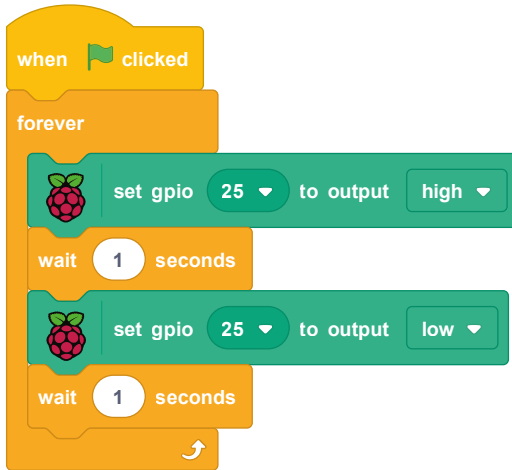 when clicked
forever
set gpio 25 to output high
wait 1 seconds
set gpio 25 to output low
wait 1 seconds